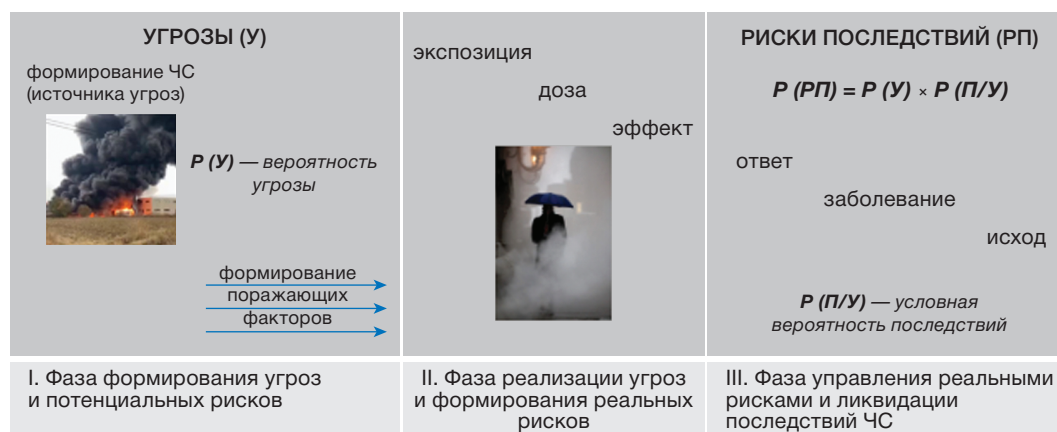 УГРОЗЫ (У)
формирование ЧС
(источника угроз)
Р (У) — вероятность
угрозы
формирование
поражающих
факторов
экспозиция
доза
эффект
РИСКИ ПОСЛЕДСТВИЙ (РП)
Р (РП) = Р (У) × Р (П/У)
ответ
заболевание
исход
Р (П/У) — условная
вероятность последствий
I. Фаза формирования угроз
и потенциальных рисков
II. Фаза реализации угроз
и формирования реальных
рисков
III. Фаза управления реальными
рисками и ликвидации
последствий ЧС